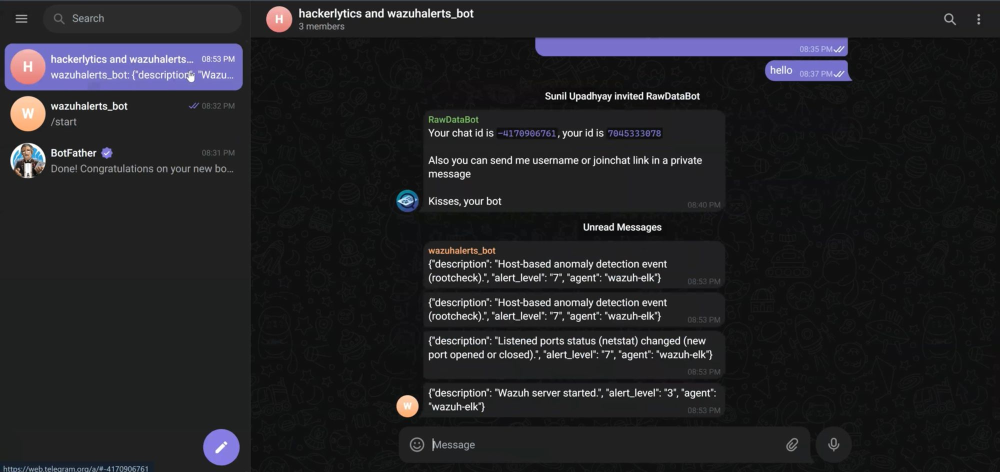 Search
hackerlytics and wazuhalerts... 08:53 PM
wazuhalerts_bot: {"description": "Wazu...
wazuhalerts_bot 08:32 PM
/start
BotFather 08:31 PM
Done! Congratulations on your new bo...
https://web.telegram.org/a/#-4170906761
H
W
H
hackerlytics and wazuhalerts_bot
3 members
08:35 PM
hello 08:37 PM
Sunil Upadhyay invited RawDataBot
RawDataBot
Your chat id is -4170906761, your id is 7045333078
Also you can send me username or joinchat link in a private
message
Kisses, your bot
08:40 PM
Unread Messages
wazuhalerts_bot
{"description": "Host-based anomaly detection event
(rootcheck).", "alert_level": "7", "agent": "wazuh-elk"}
08:53 PM
{"description": "Host-based anomaly detection event
(rootcheck).", "alert_level": "7", "agent": "wazuh-elk"}
08:53 PM
{"description": "Listened ports status (netstat) changed (new
port opened or closed).", "alert_level": "7", "agent": "wazuh-elk"}
08:53 PM
{"description": "Wazuh server started.", "alert_level": "3", "agent":
"wazuh-elk"}
08:53 PM
W
Message